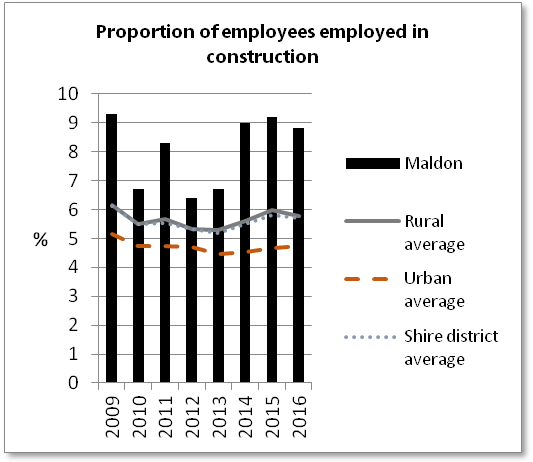 Proportion of employees employed in
construction
10
9
8
7
6
5
4
3
2
1
0
%
2009
2010
2011
2012
2013
2014
2015
2016
Maldon
Rural
average
Urban
average
Shire district
average